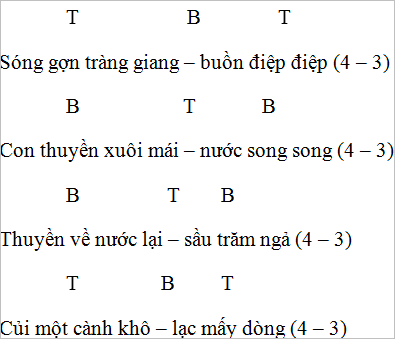 T B T
Sóng gợn tràng giang – buồn điệp điệp (4 – 3)
B T B
Con thuyền xuôi mái – nước song song (4 – 3)
B T B
Thuyền về nước lại – sầu trăm ngả (4 – 3)
T B T
Củi một cành khô – lạc mấy dòng (4 – 3)